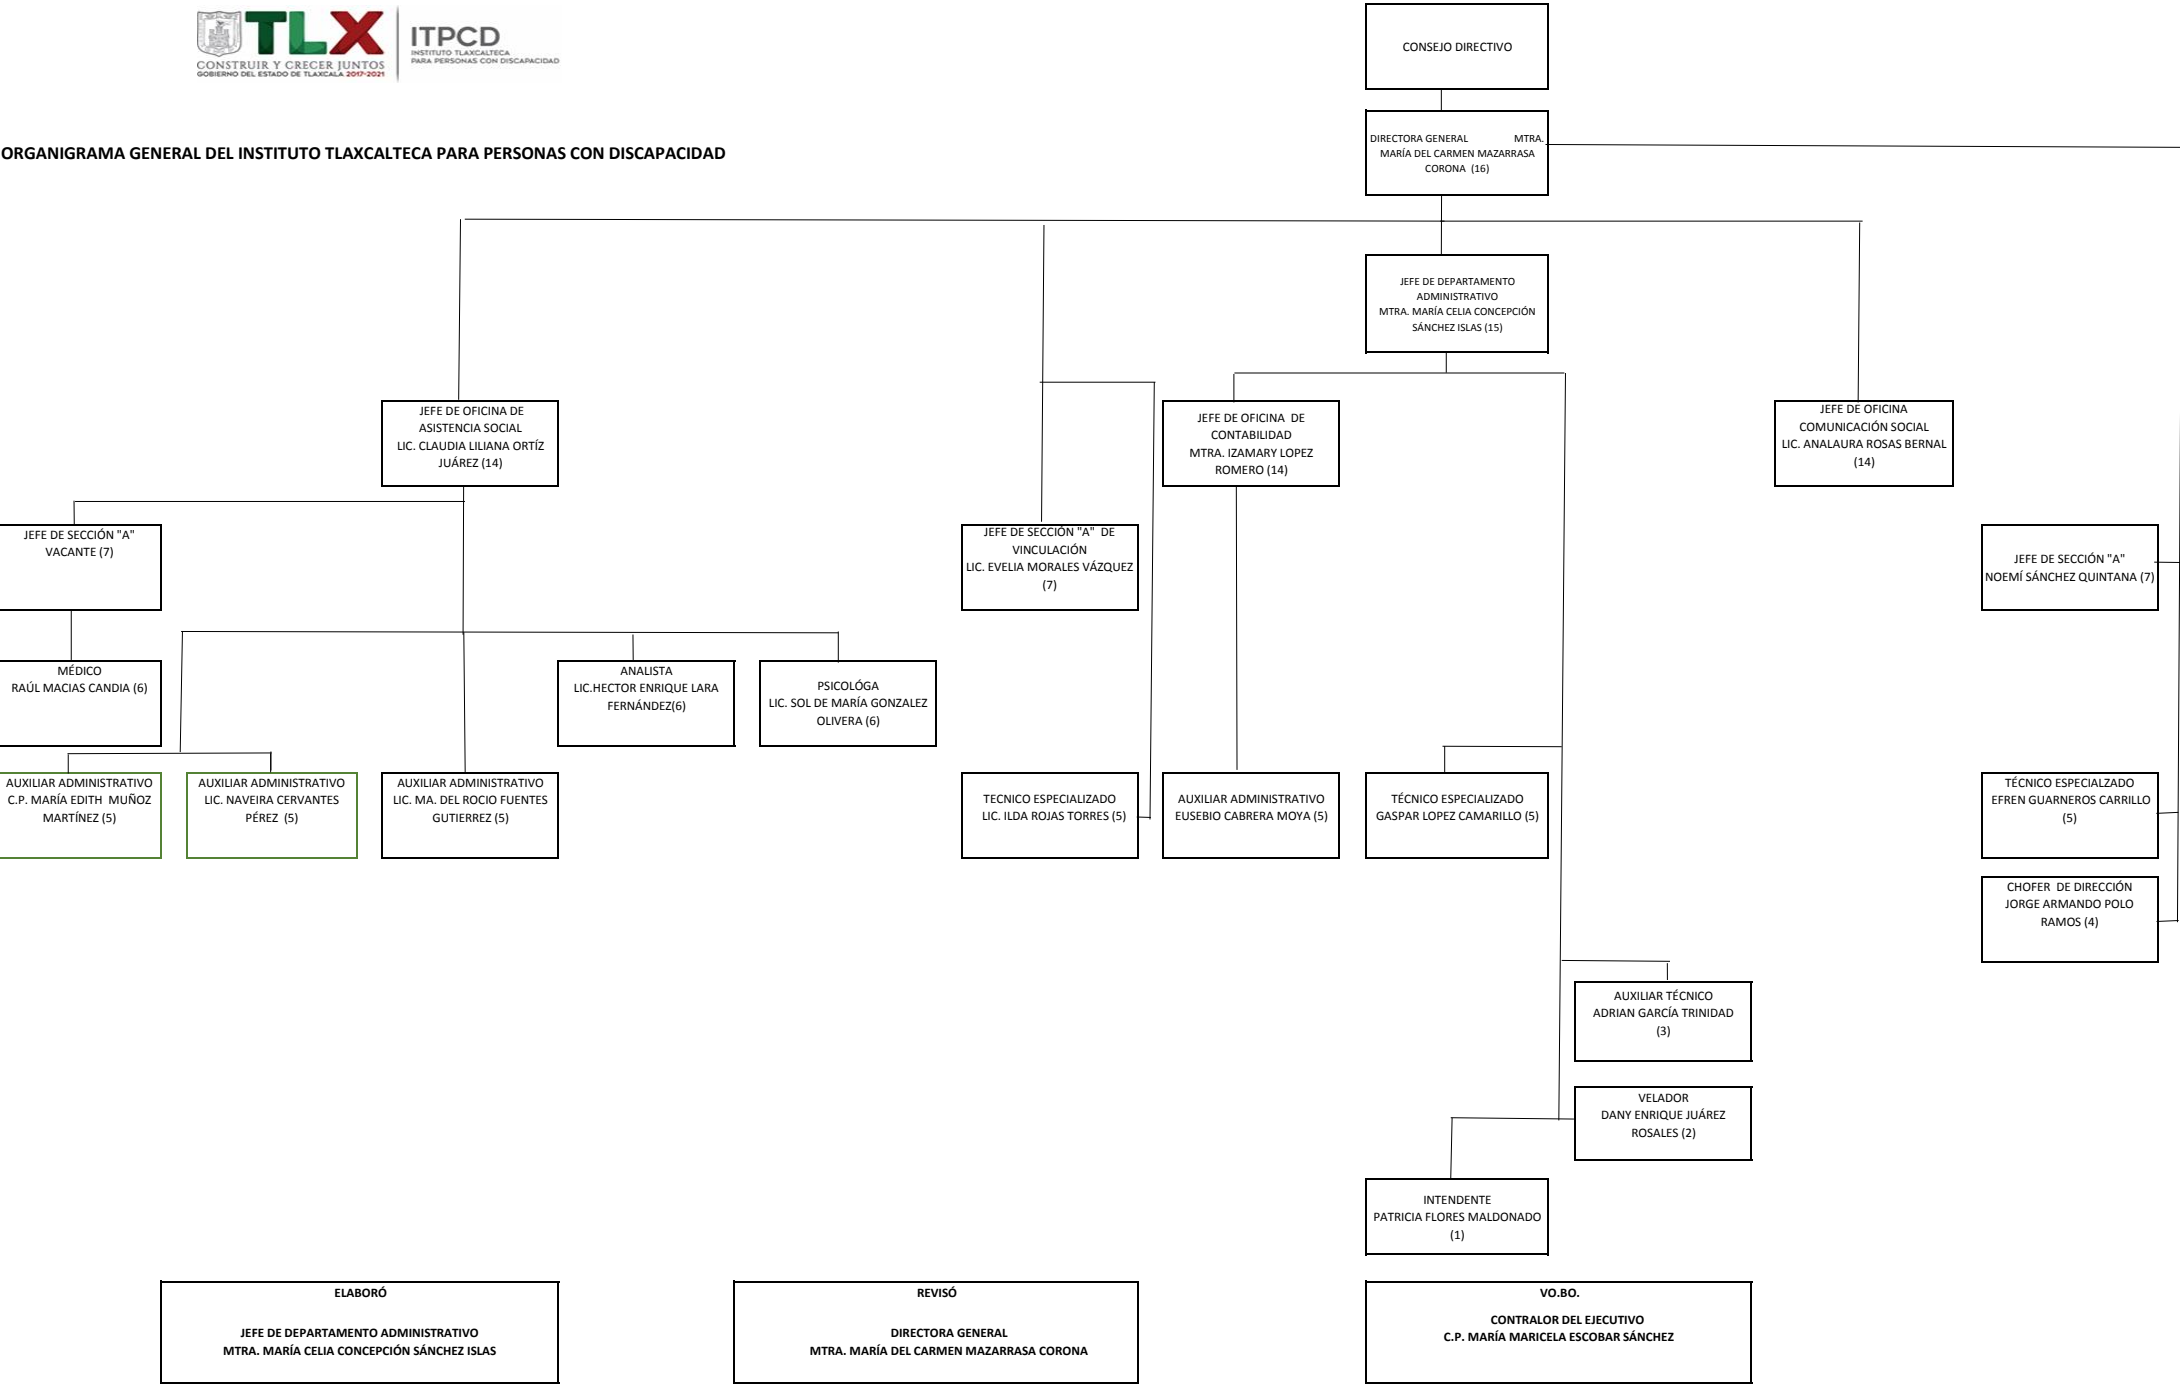 TLX
CONSTRUIR Y CRECER JUNTOS
GOBIERNO DEL ESTADO DE TLAXCALA 2017-2021
ITPCD
INSTITUTO TLAXCALTECA
PARA PERSONAS CON DISCAPACIDAD
CONSEJO DIRECTIVO
DIRECTORA GENERAL MTRA.
MARÍA DEL CARMEN MAZARRASA
CORONA (16)
ORGANIGRAMA GENERAL DEL INSTITUTO TLAXCALTECA PARA PERSONAS CON DISCAPACIDAD
JEFE DE DEPARTAMENTO
ADMINISTRATIVO
MTRA. MARÍA CELIA CONCEPCIÓN
SÁNCHEZ ISLAS (15)
JEFE DE OFICINA DE
ASISTENCIA SOCIAL
LIC. CLAUDIA LILIANA ORTÍZ
JUÁREZ (14)
JEFE DE OFICINA DE
CONTABILIDAD
MTRA. IZAMARY LOPEZ
ROMERO (14)
JEFE DE OFICINA
COMUNICACIÓN SOCIAL
LIC. ANALAURA ROSAS BERNAL
(14)
JEFE DE SECCIÓN "A"
VACANTE (7)
JEFE DE SECCIÓN "A" DE
VINCULACIÓN
LIC. EVELIA MORALES VÁZQUEZ
(7)
JEFE DE SECCIÓN "A"
NOEMÍ SÁNCHEZ QUINTANA (7)
MÉDICO
RAÚL MACIAS CANDIA (6)
ANALISTA
LIC.HECTOR ENRIQUE LARA
FERNÁNDEZ(6)
PSICOLÓGA
LIC. SOL DE MARÍA GONZALEZ
OLIVERA (6)
AUXILIAR ADMINISTRATIVO
C.P. MARÍA EDITH MUÑOZ
MARTÍNEZ (5)
AUXILIAR ADMINISTRATIVO
LIC. NAVEIRA CERVANTES
PÉREZ (5)
AUXILIAR ADMINISTRATIVO
LIC. MA. DEL ROCIO FUENTES
GUTIERREZ (5)
TECNICO ESPECIALIZADO
LIC. ILDA ROJAS TORRES (5)
AUXILIAR ADMINISTRATIVO
EUSEBIO CABRERA MOYA (5)
TÉCNICO ESPECIALIZADO
GASPAR LOPEZ CAMARILLO (5)
TÉCNICO ESPECIALZADO
EFREN GUARNEROS CARRILLO
(5)
CHOFER DE DIRECCIÓN
JORGE ARMANDO POLO
RAMOS (4)
AUXILIAR TÉCNICO
ADRIAN GARCÍA TRINIDAD
(3)
VELADOR
DANY ENRIQUE JUÁREZ
ROSALES (2)
INTENDENTE
PATRICIA FLORES MALDONADO
(1)
ELABORÓ
JEFE DE DEPARTAMENTO ADMINISTRATIVO
MTRA. MARÍA CELIA CONCEPCIÓN SÁNCHEZ ISLAS
REVISÓ
DIRECTORA GENERAL
MTRA. MARÍA DEL CARMEN MAZARRASA CORONA
VO.BO.
CONTRALOR DEL EJECUTIVO
C.P. MARÍA MARICELA ESCOBAR SÁNCHEZ